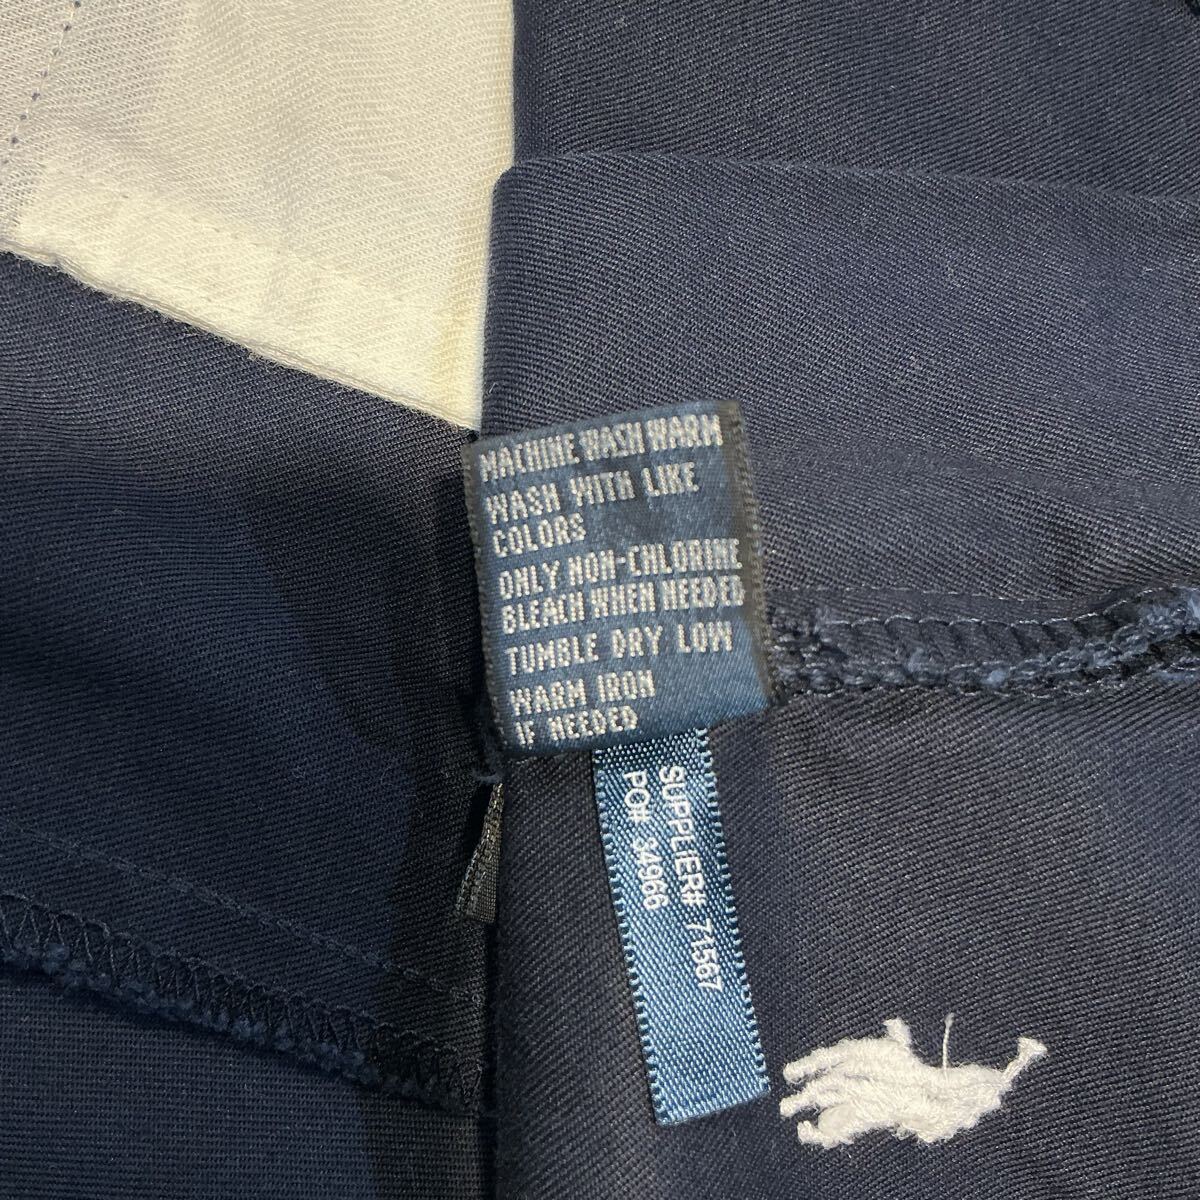 MACHINE WASH WARM
WASH WITH LIKE
COLORS
ONLY NON-CHLORINE
BLEACH WHEN NEEDED
TUMBLE DRY LOW
WARM IRON
IF NEEDED
SUPPLIER# 71567
PO# 34966